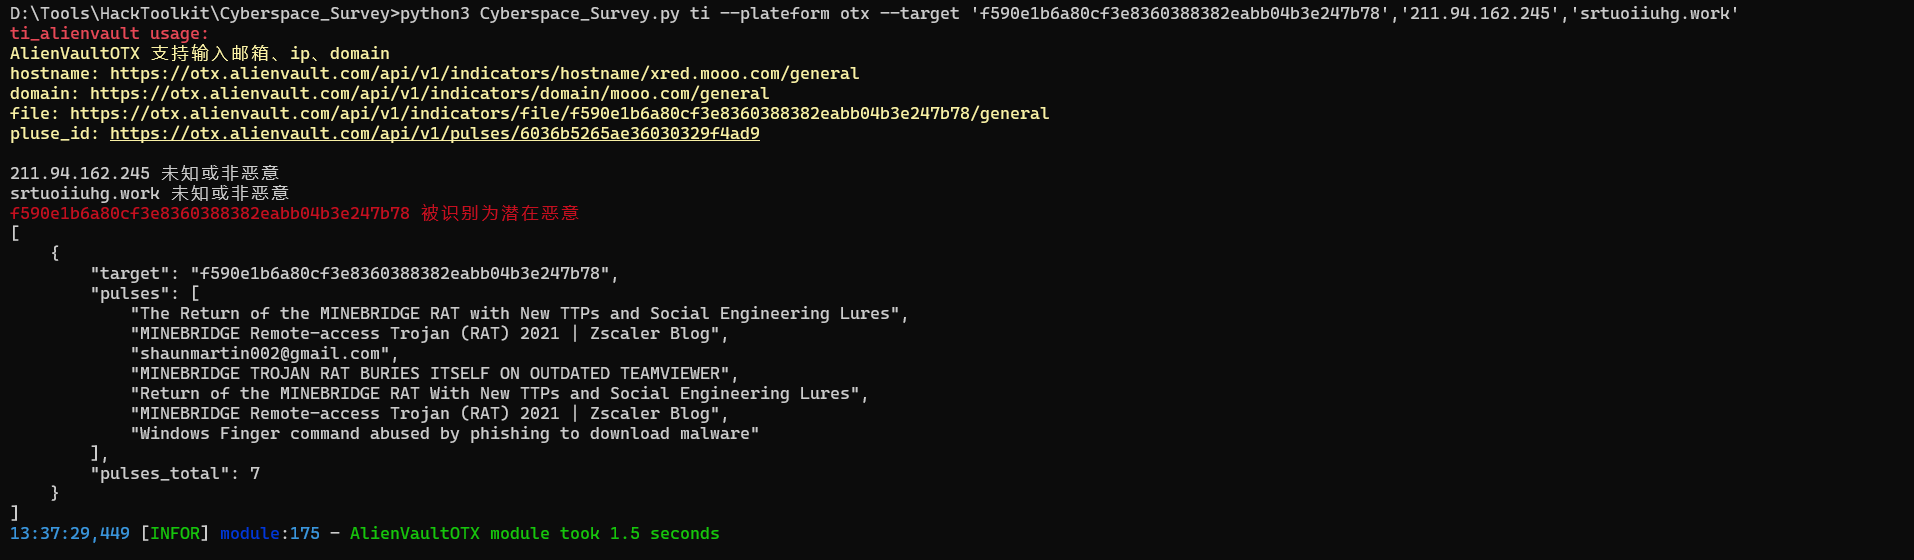 D:\Tools\HackToolkit\Cyberspace_Survey>python3 Cyberspace_Survey.py ti --plateform otx --target 'f590e1b6a80cf3e8360388382eabb04b3e247b78','211.94.162.245','srtuoiiuhg.work'
ti_alienvault usage:
AlienVaultOTX 支持输入邮箱、ip、domain
hostname: https://otx.alienvault.com/api/v1/indicators/hostname/xred.mooo.com/general
domain: https://otx.alienvault.com/api/v1/indicators/domain/mooo.com/general
file: https://otx.alienvault.com/api/v1/indicators/file/f590e1b6a80cf3e8360388382eabb04b3e247b78/general
pluse_id: https://otx.alienvault.com/api/v1/pulses/6036b5265ae36030329f4ad9
211.94.162.245 未知或非恶意
srtuoiiuhg.work 未知或非恶意
f590e1b6a80cf3e8360388382eabb04b3e247b78 被识别为潜在恶意
[
    {
        "target": "f590e1b6a80cf3e8360388382eabb04b3e247b78",
        "pulses": [
            "The Return of the MINEBRIDGE RAT with New TTPs and Social Engineering Lures",
            "MINEBRIDGE Remote-access Trojan (RAT) 2021 | Zscaler Blog",
            "shaunmartin002@gmail.com",
            "MINEBRIDGE TROJAN RAT BURIES ITSELF ON OUTDATED TEAMVIEWER",
            "Return of the MINEBRIDGE RAT With New TTPs and Social Engineering Lures",
            "MINEBRIDGE Remote-access Trojan (RAT) 2021 | Zscaler Blog",
            "Windows Finger command abused by phishing to download malware"
        ],
        "pulses_total": 7
    }
]
13:37:29,449 [INFOR] module:175 - AlienVaultOTX module took 1.5 seconds